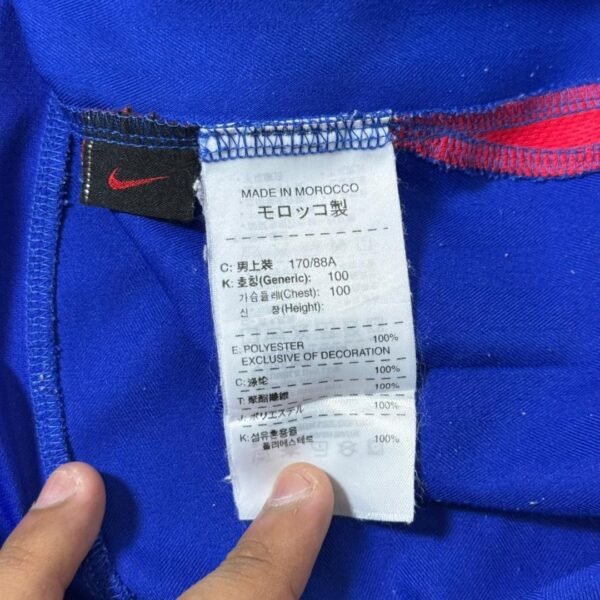 MADE IN MOROCCO
モロッコ製
C: 男上装 170/88A
K: 호칭(Generic): 100
가슴둘레(Chest): 100
신 장(Height):
E: POLYESTER 100%
EXCLUSIVE OF DECORATION
C: 涤纶 100%
T: 聚酯纖維 100%
J: ポリエステル 100%
K: 섬유혼용율
폴리에스테르 100%